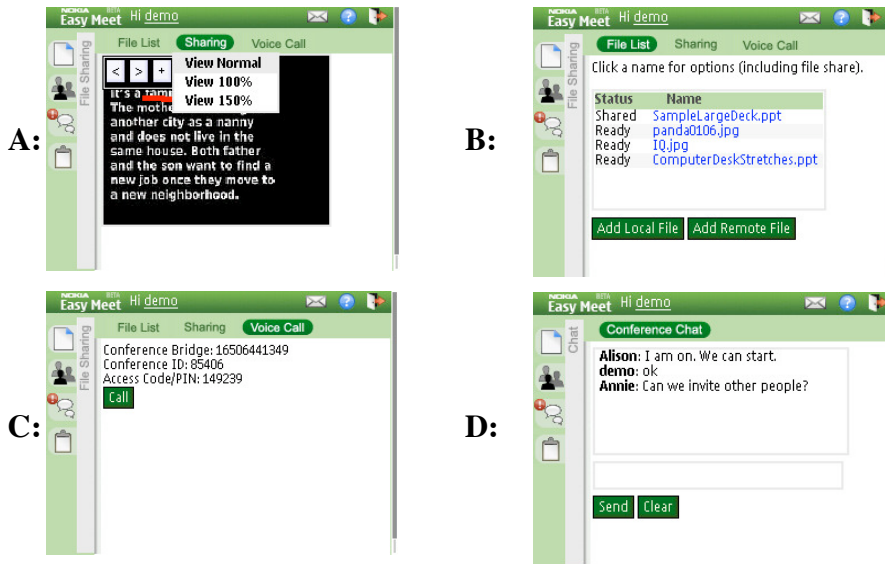 A:
NOKIA BETA
Easy Meet Hi demo
File Sharing
File List Sharing Voice Call
< > +
View Normal
View 100%
View 150%
It's a
The mothe
another city as a nanny
and does not live in the
same house. Both father
and the son want to find a
new job once they move to
a new neighborhood.
B:
NOKIA BETA
Easy Meet Hi demo
File Sharing
File List Sharing Voice Call
Click a name for options (including file share).
Status Name
Shared SampleLargeDeck.ppt
Ready panda0106.jpg
Ready IQ.jpg
Ready ComputerDeskStretches.ppt
Add Local File Add Remote File
C:
NOKIA BETA
Easy Meet Hi demo
File Sharing
File List Sharing Voice Call
Conference Bridge: 16506441349
Conference ID: 85406
Access Code/PIN: 149239
Call
D:
NOKIA BETA
Easy Meet Hi demo
Chat
Conference Chat
Alison: I am on. We can start.
demo: ok
Annie: Can we invite other people?
Send Clear